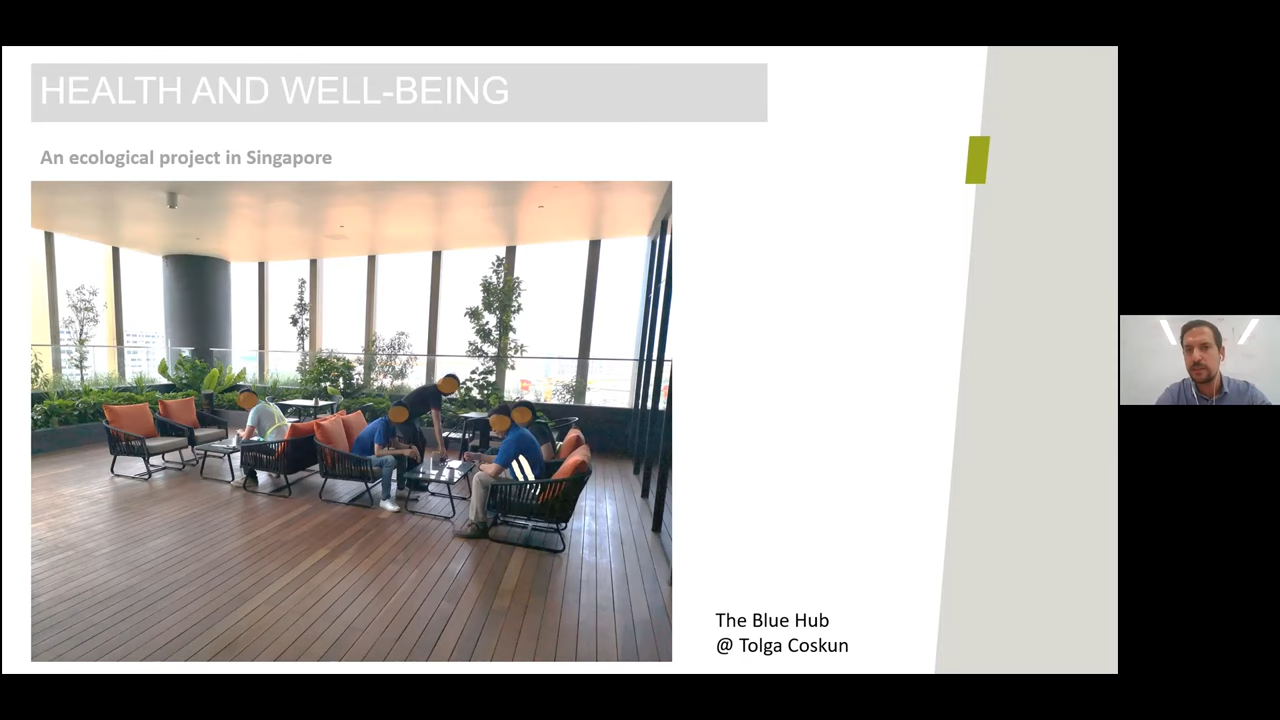 HEALTH AND WELL-BEING
An ecological project in Singapore
The Blue Hub
@ Tolga Coskun